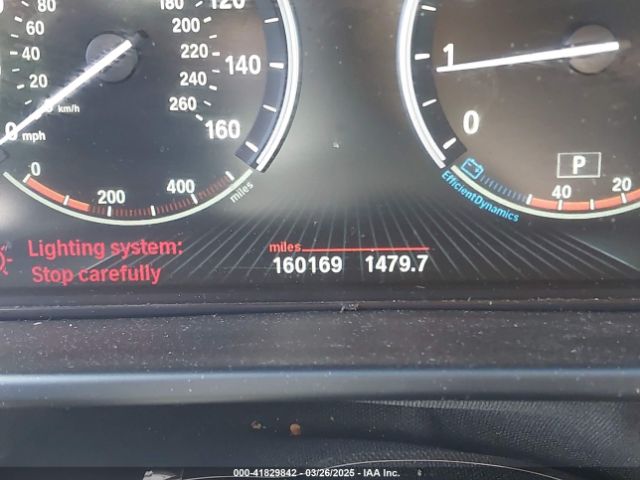 80
180
120
60
200
40
220
140
20
240
0 km/h
260
0 mph
160
1
0
P
0
200
400
miles
EfficientDynamics
40
20
Lighting system:
Stop carefully
miles
160169 1479.7
000-41829842 - 03/26/2025 - IAA Inc.